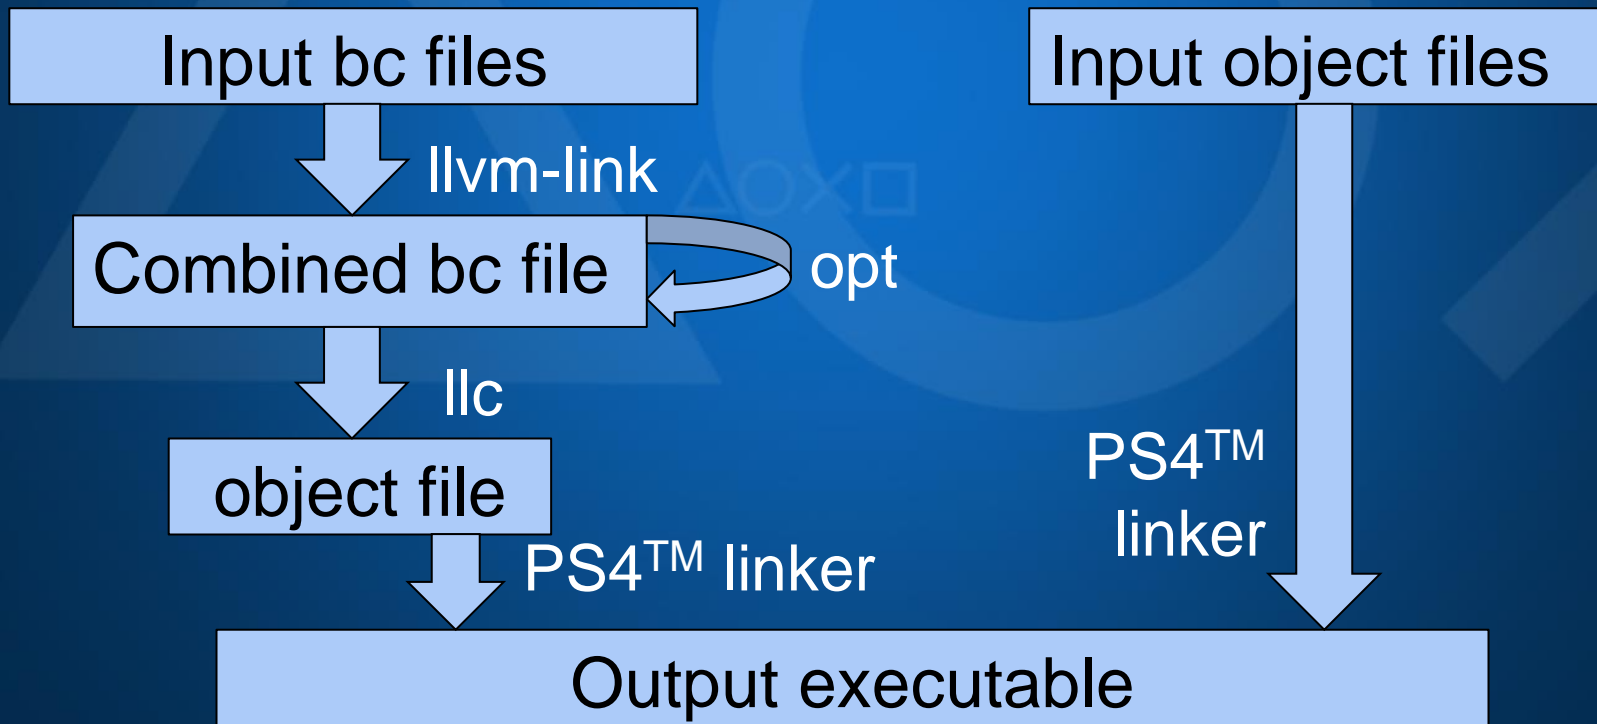 Input bc files
Input object files
llvm-link
Combined bc file
opt
llc
object file
PS4™
linker
PS4™ linker
Output executable